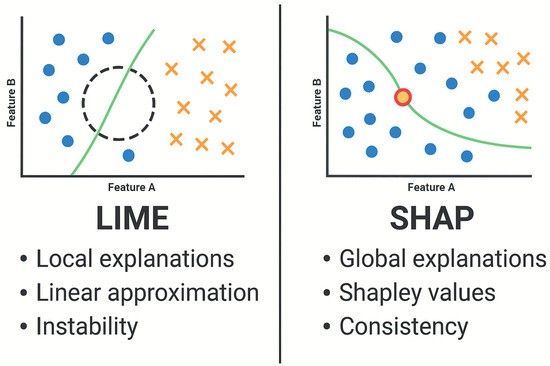 Feature B
Feature A
LIME
• Local explanations
• Linear approximation
• Instability
Feature B
Feature A
SHAP
• Global explanations
• Shapley values
• Consistency